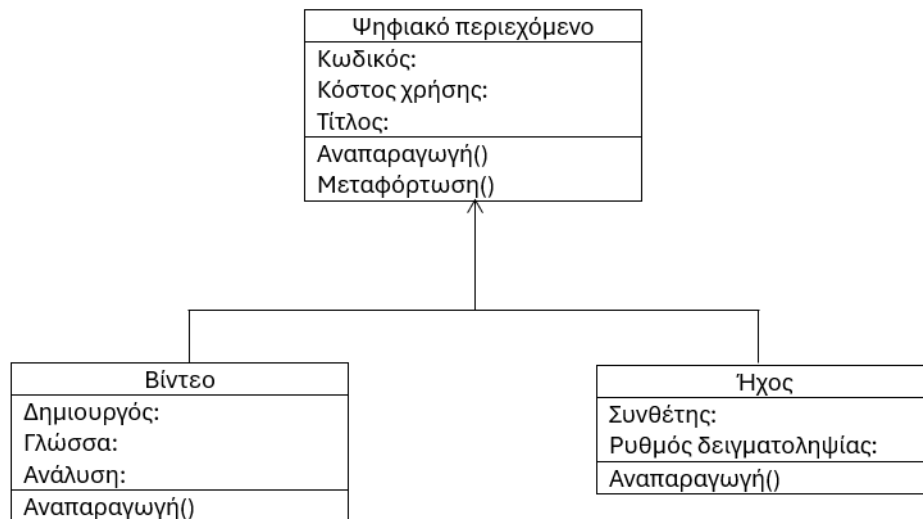 Ψηφιακό περιεχόμενο
Κωδικός:
Κόστος χρήσης:
Τίτλος:
Αναπαραγωγή()
Μεταφόρτωση()
Βίντεο
Δημιουργός:
Γλώσσα:
Ανάλυση:
Αναπαραγωγή()
Ήχος
Συνθέτης:
Ρυθμός δειγματοληψίας:
Αναπαραγωγή()